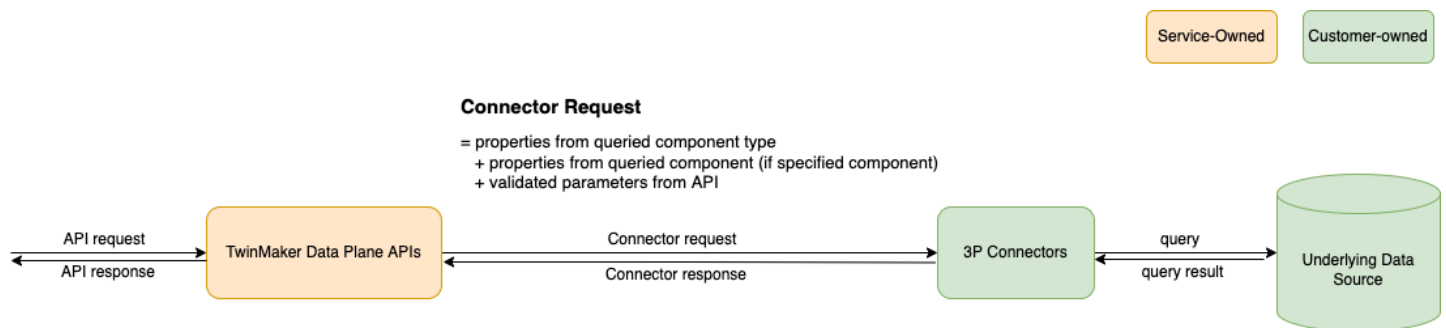 Service-Owned
Customer-owned
Connector Request
= properties from queried component type
+ properties from queried component (if specified component)
+ validated parameters from API
API request
API response
TwinMaker Data Plane APIs
Connector request
Connector response
3P Connectors
query
query result
Underlying Data
Source